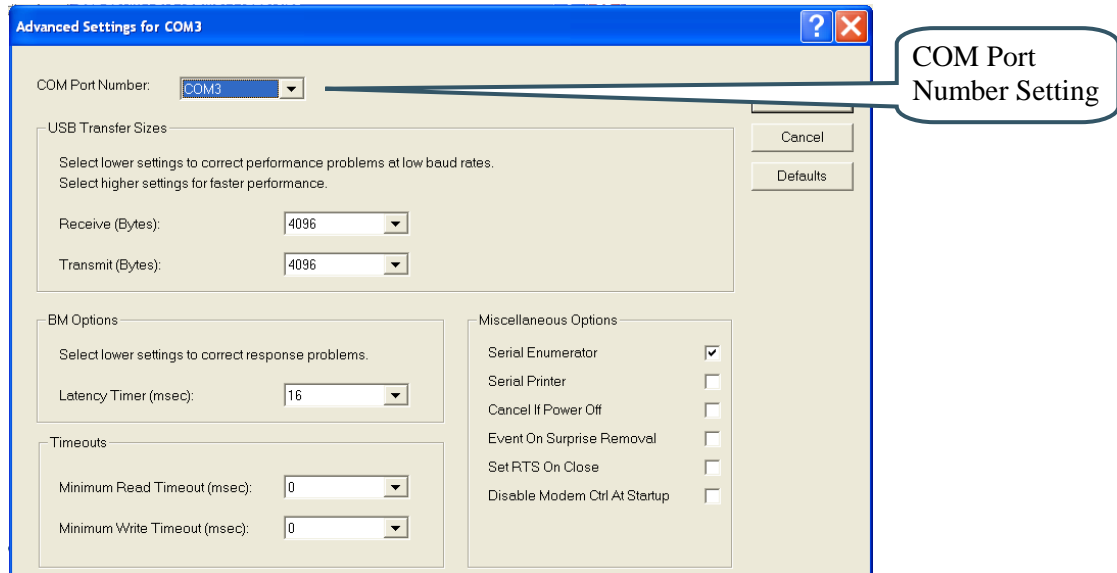 Advanced Settings for COM3
COM Port Number:
COM3
COM Port
Number Setting
Cancel
Defaults
USB Transfer Sizes
Select lower settings to correct performance problems at low baud rates.
Select higher settings for faster performance.
Receive (Bytes):
4096
Transmit (Bytes):
4096
BM Options
Select lower settings to correct response problems.
Latency Timer (msec):
16
Timeouts
Minimum Read Timeout (msec):
0
Minimum Write Timeout (msec):
0
Miscellaneous Options
Serial Enumerator
Serial Printer
Cancel If Power Off
Event On Surprise Removal
Set RTS On Close
Disable Modem Ctrl At Startup